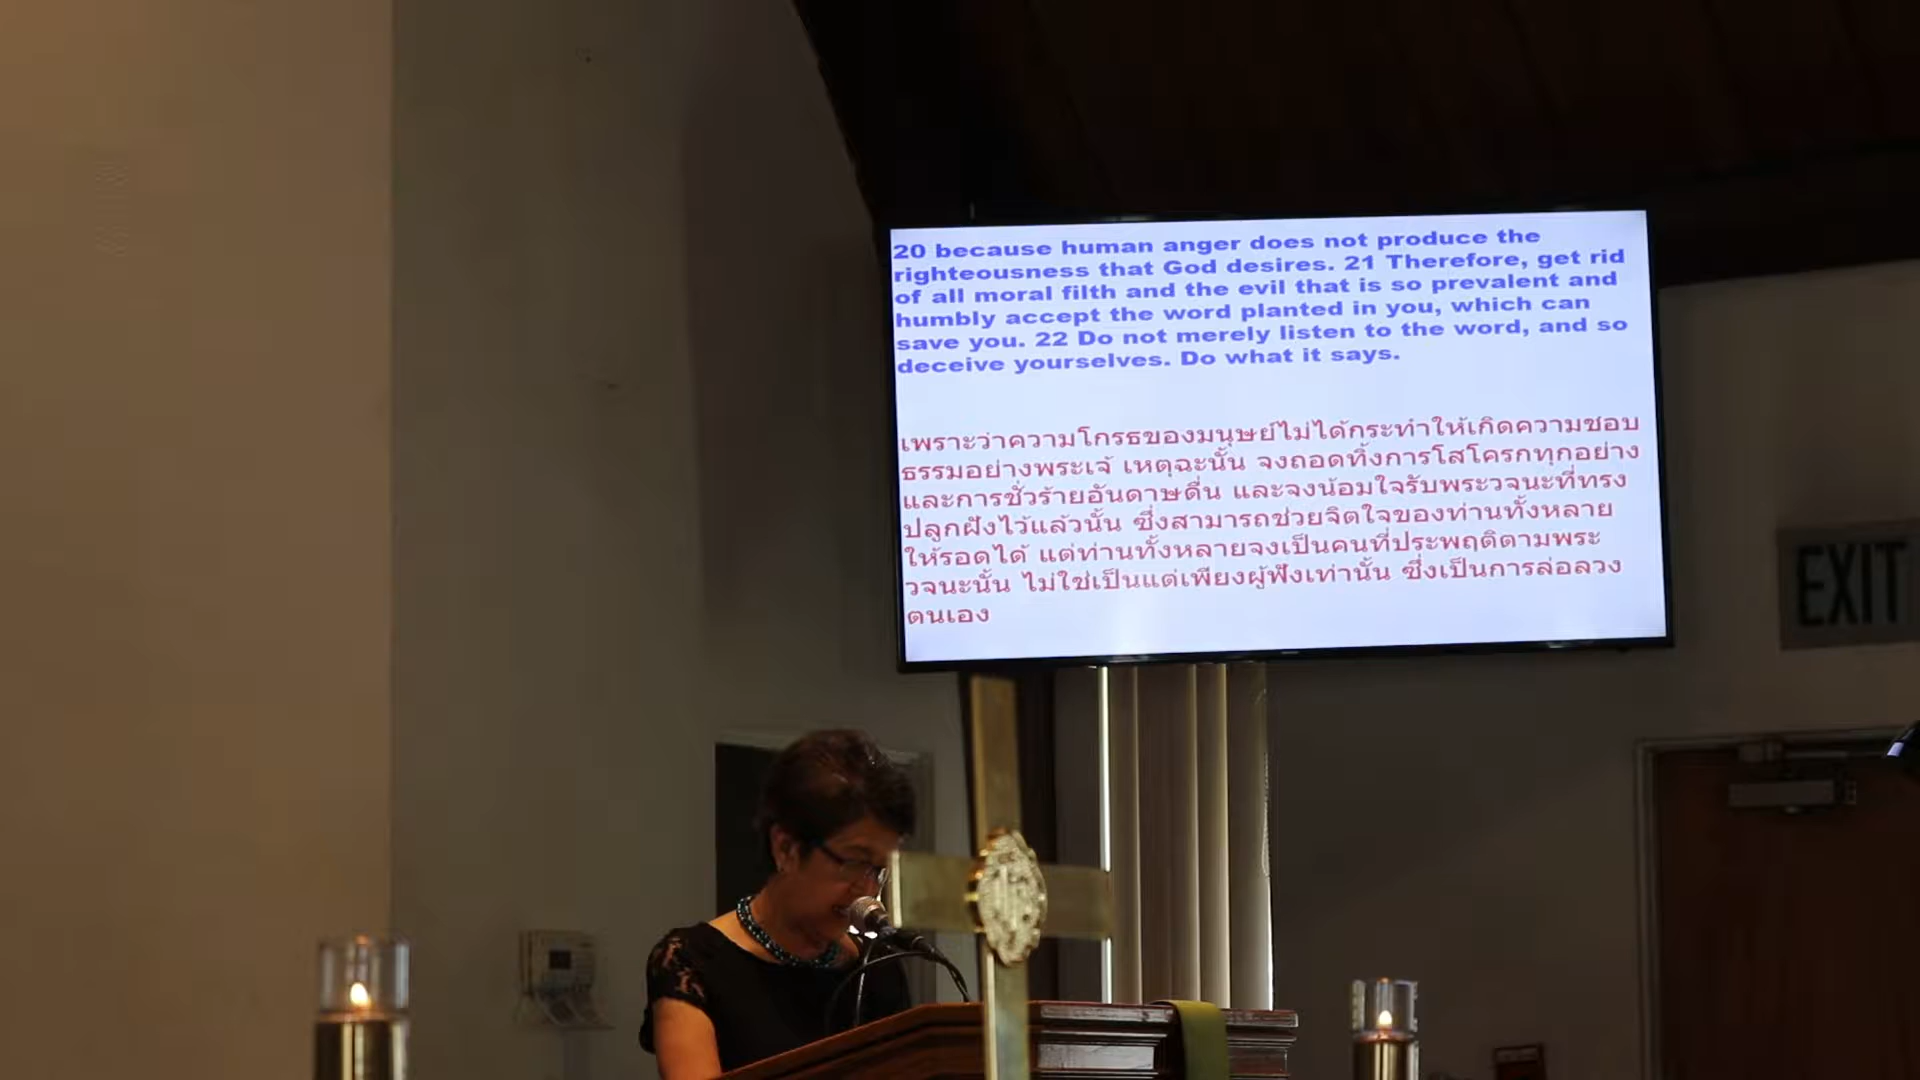 20 because human anger does not produce the
righteousness that God desires. 21 Therefore, get rid
of all moral filth and the evil that is so prevalent and
humbly accept the word planted in you, which can
save you. 22 Do not merely listen to the word, and so
deceive yourselves. Do what it says.
เพราะว่าความโกรธของมนุษย์ไม่ได้กระทำให้เกิดความชอบ
ธรรมอย่างพระเจ้า เหตุฉะนั้น จงถอดทิ้งการโสโครกทุกอย่าง
และการชั่วร้ายอันดาษดื่น และจงน้อมใจรับพระวจนะที่ทรง
ปลูกฝังไว้แล้วนั้น ซึ่งสามารถช่วยจิตใจของท่านทั้งหลาย
ให้รอดได้ แต่ท่านทั้งหลายจงเป็นคนที่ประพฤติตามพระ
วจนะนั้น ไม่ใช่เป็นแต่เพียงผู้ฟังเท่านั้น ซึ่งเป็นการล่อลวง
ตนเอง
EXIT